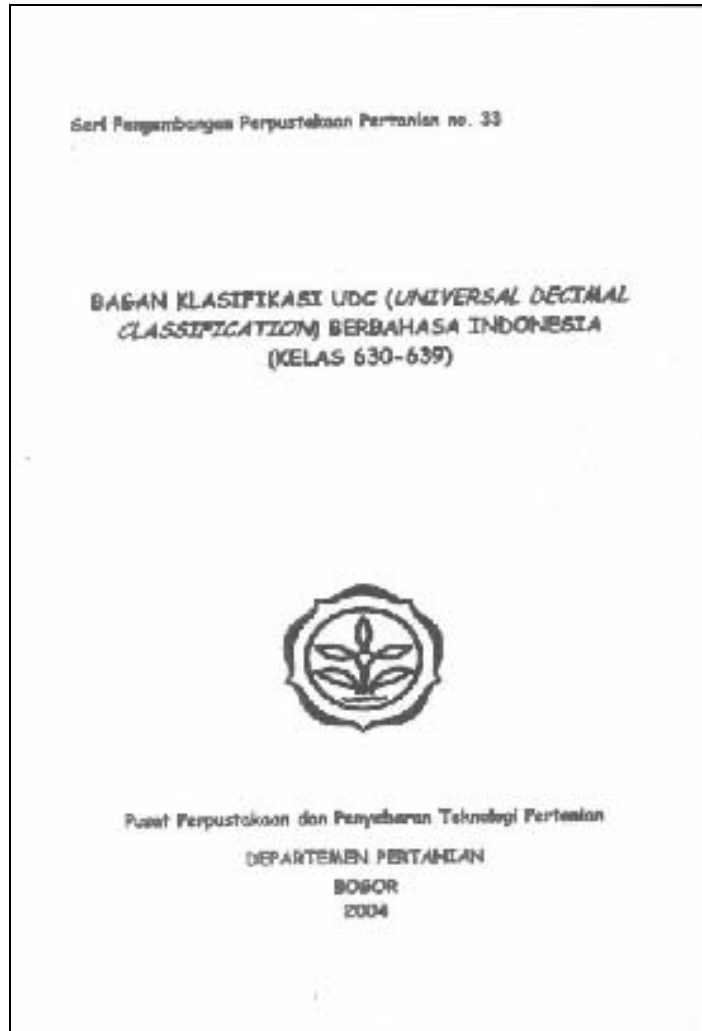 Seri Pengembangan Perpustakaan Pertanian no. 33
BAGAN KLASIFIKASI UDC (UNIVERSAL DECIMAL
CLASSIFICATION) BERBAHASA INDONESIA
(KELAS 630-639)
Pusat Perpustakaan dan Penyebaran Teknologi Pertanian
DEPARTEMEN PERTANIAN
BOGOR
2004